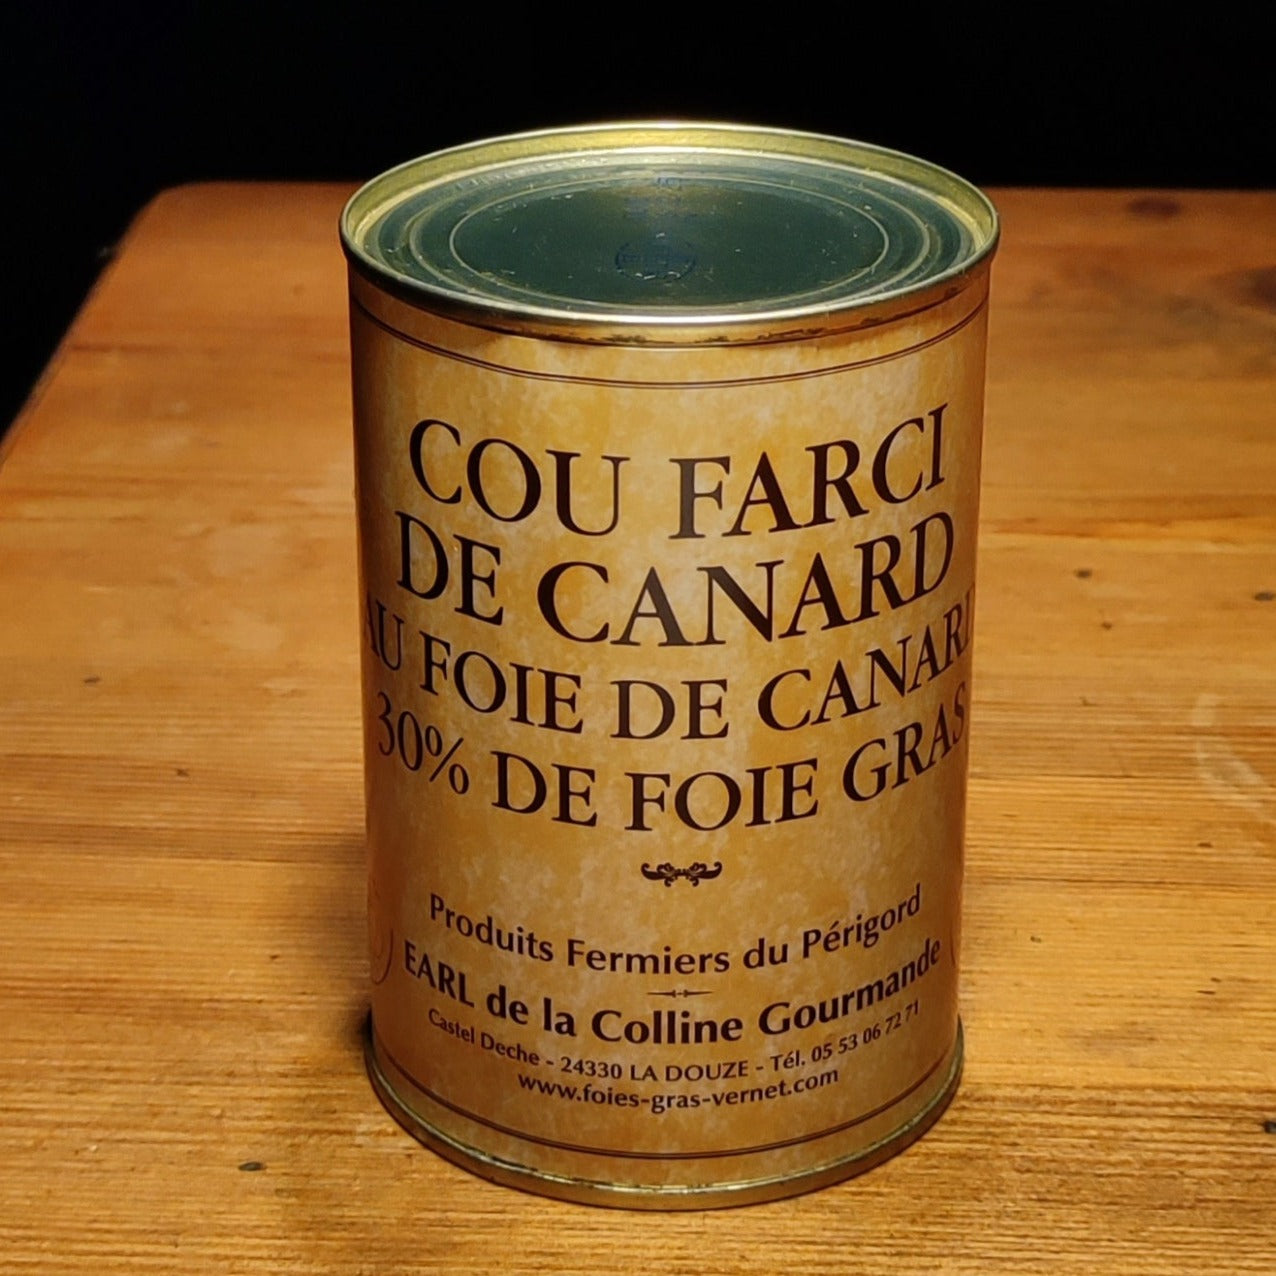 COU FARCI
DE CANARD
AU FOIE DE CANARD
30% DE FOIE GRAS
Produits Fermiers du Périgord
EARL de la Colline Gourmande
Castel Deche - 24330 LA DOUZE - Tél. 05 53 06 72 71
www.foies-gras-vernet.com